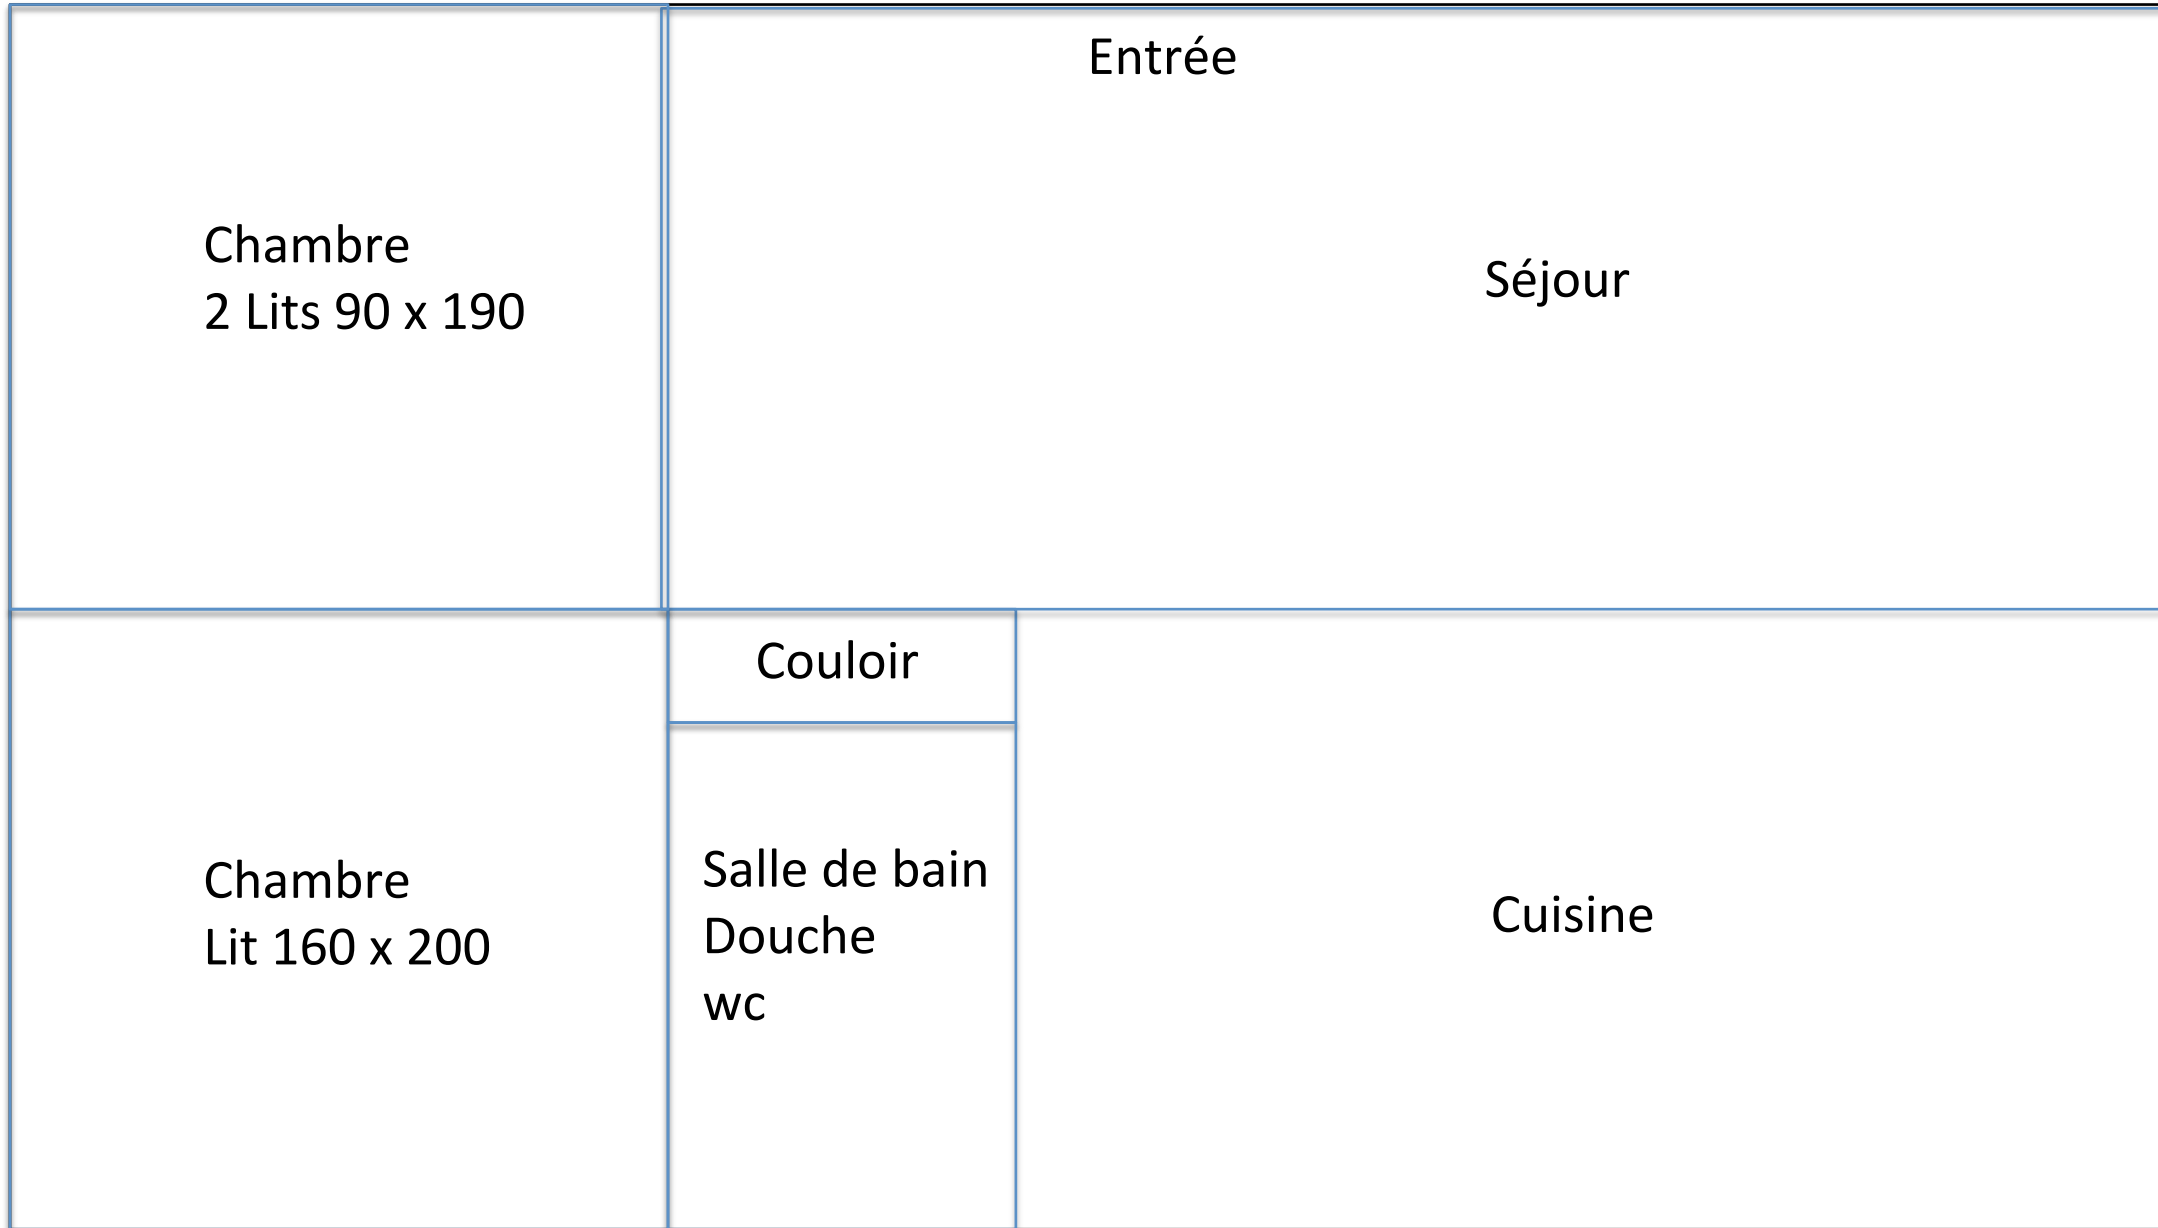 Entrée
Chambre
2 Lits 90 x 190
Séjour
Couloir
Chambre
Lit 160 x 200
Salle de bain
Douche
wc
Cuisine